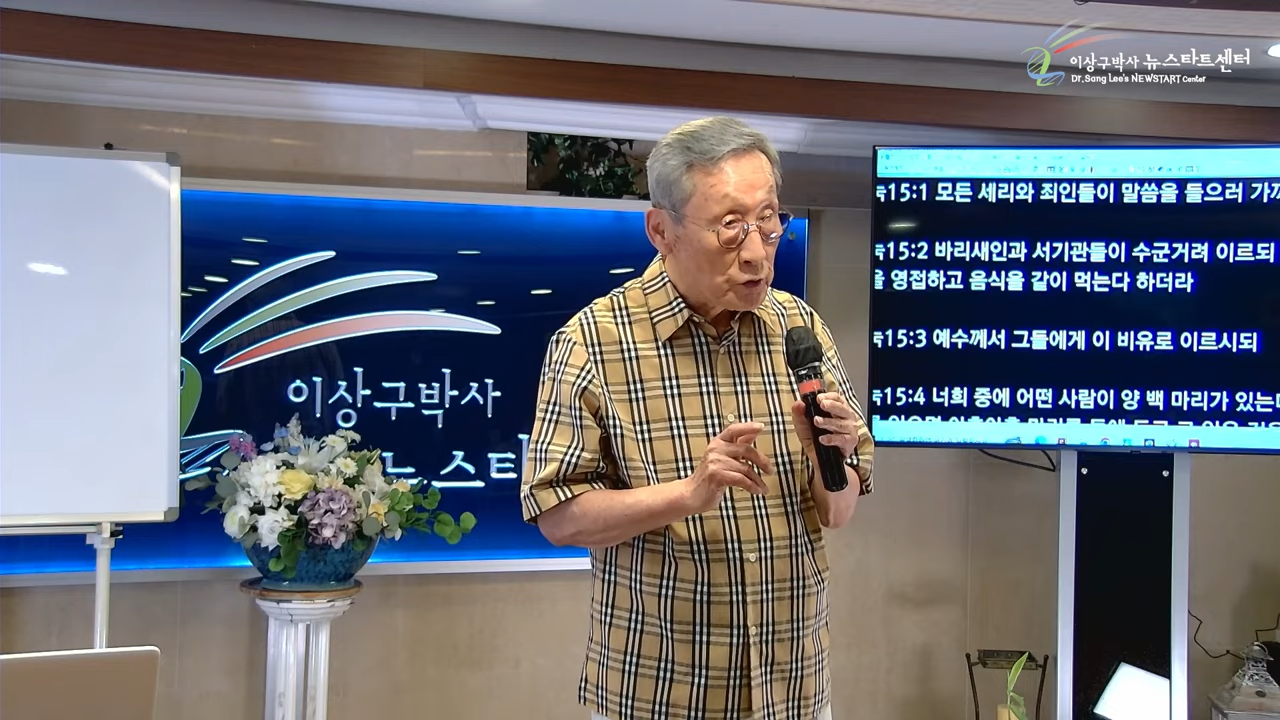 이상구박사 뉴스타트센터
Dr. Sang Lee's NEWSTART Center
이상구박사
뉴스타
눅15:1 모든 세리와 죄인들이 말씀을 들으러 가까
눅15:2 바리새인과 서기관들이 수군거려 이르되
을 영접하고 음식을 같이 먹는다 하더라
눅15:3 예수께서 그들에게 이 비유로 이르시되
눅15:4 너희 중에 어떤 사람이 양 백 마리가 있는데